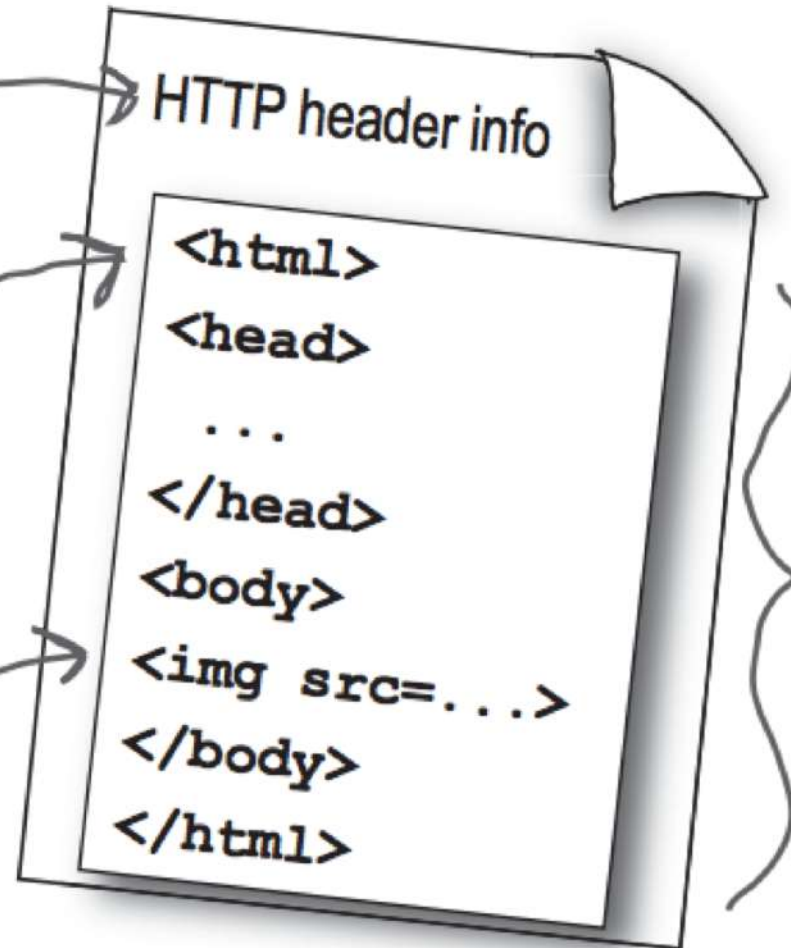 HTTP header info
<html>
<head>
...
</head>
<body>
<img src=...>
</body>
</html>